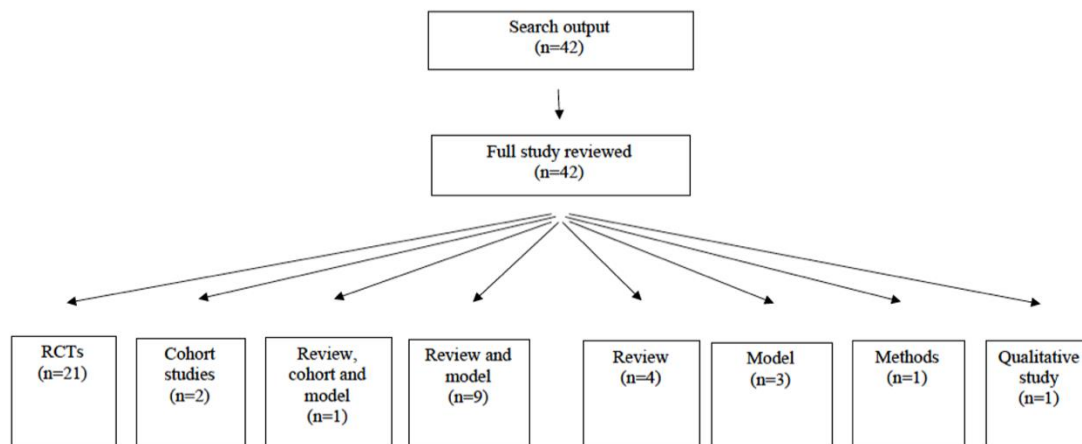 Search output
(n=42)
Full study reviewed
(n=42)
RCTs
(n=21)
Cohort
studies
(n=2)
Review,
cohort and
model
(n=1)
Review and
model
(n=9)
Review
(n=4)
Model
(n=3)
Methods
(n=1)
Qualitative
study
(n=1)